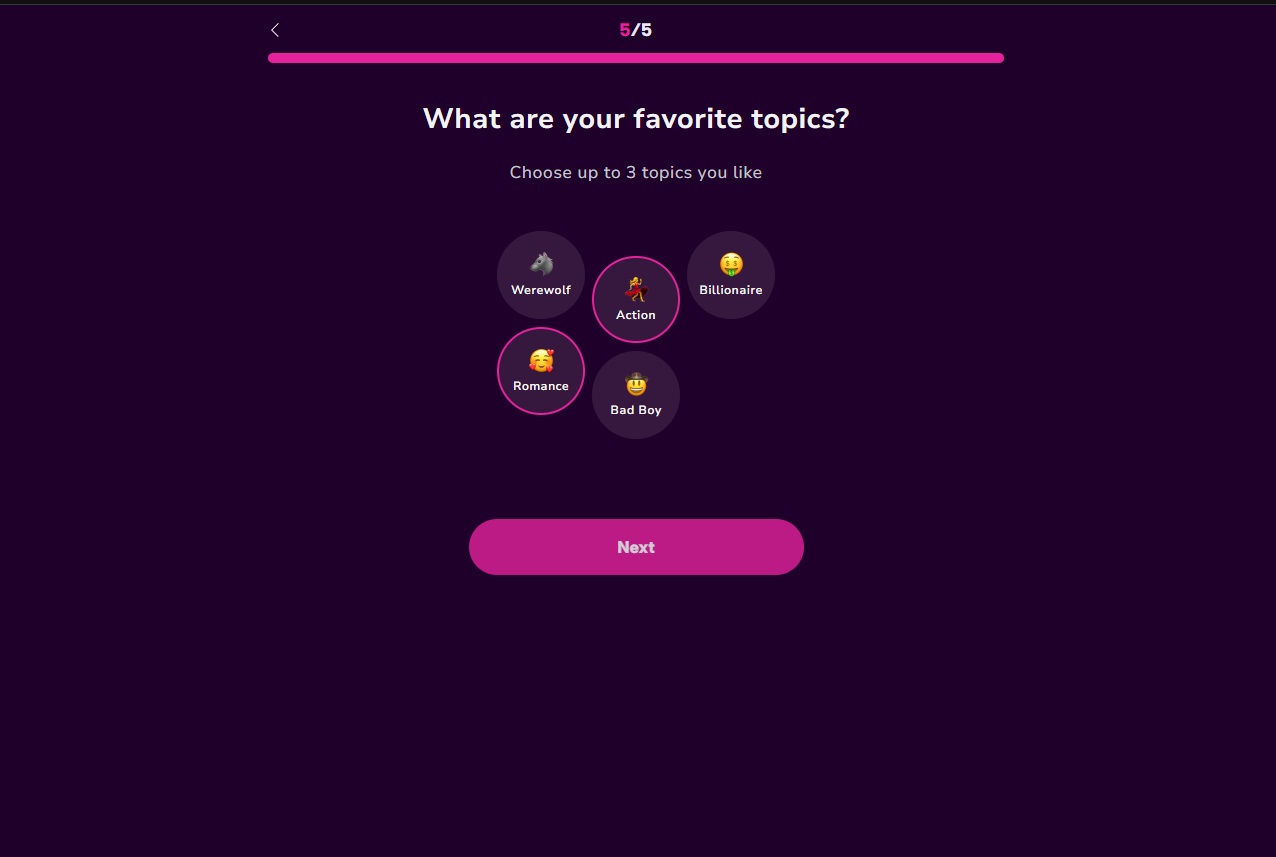 5/5
What are your favorite topics?
Choose up to 3 topics you like
Werewolf
Action
Billionaire
Romance
Bad Boy
Next